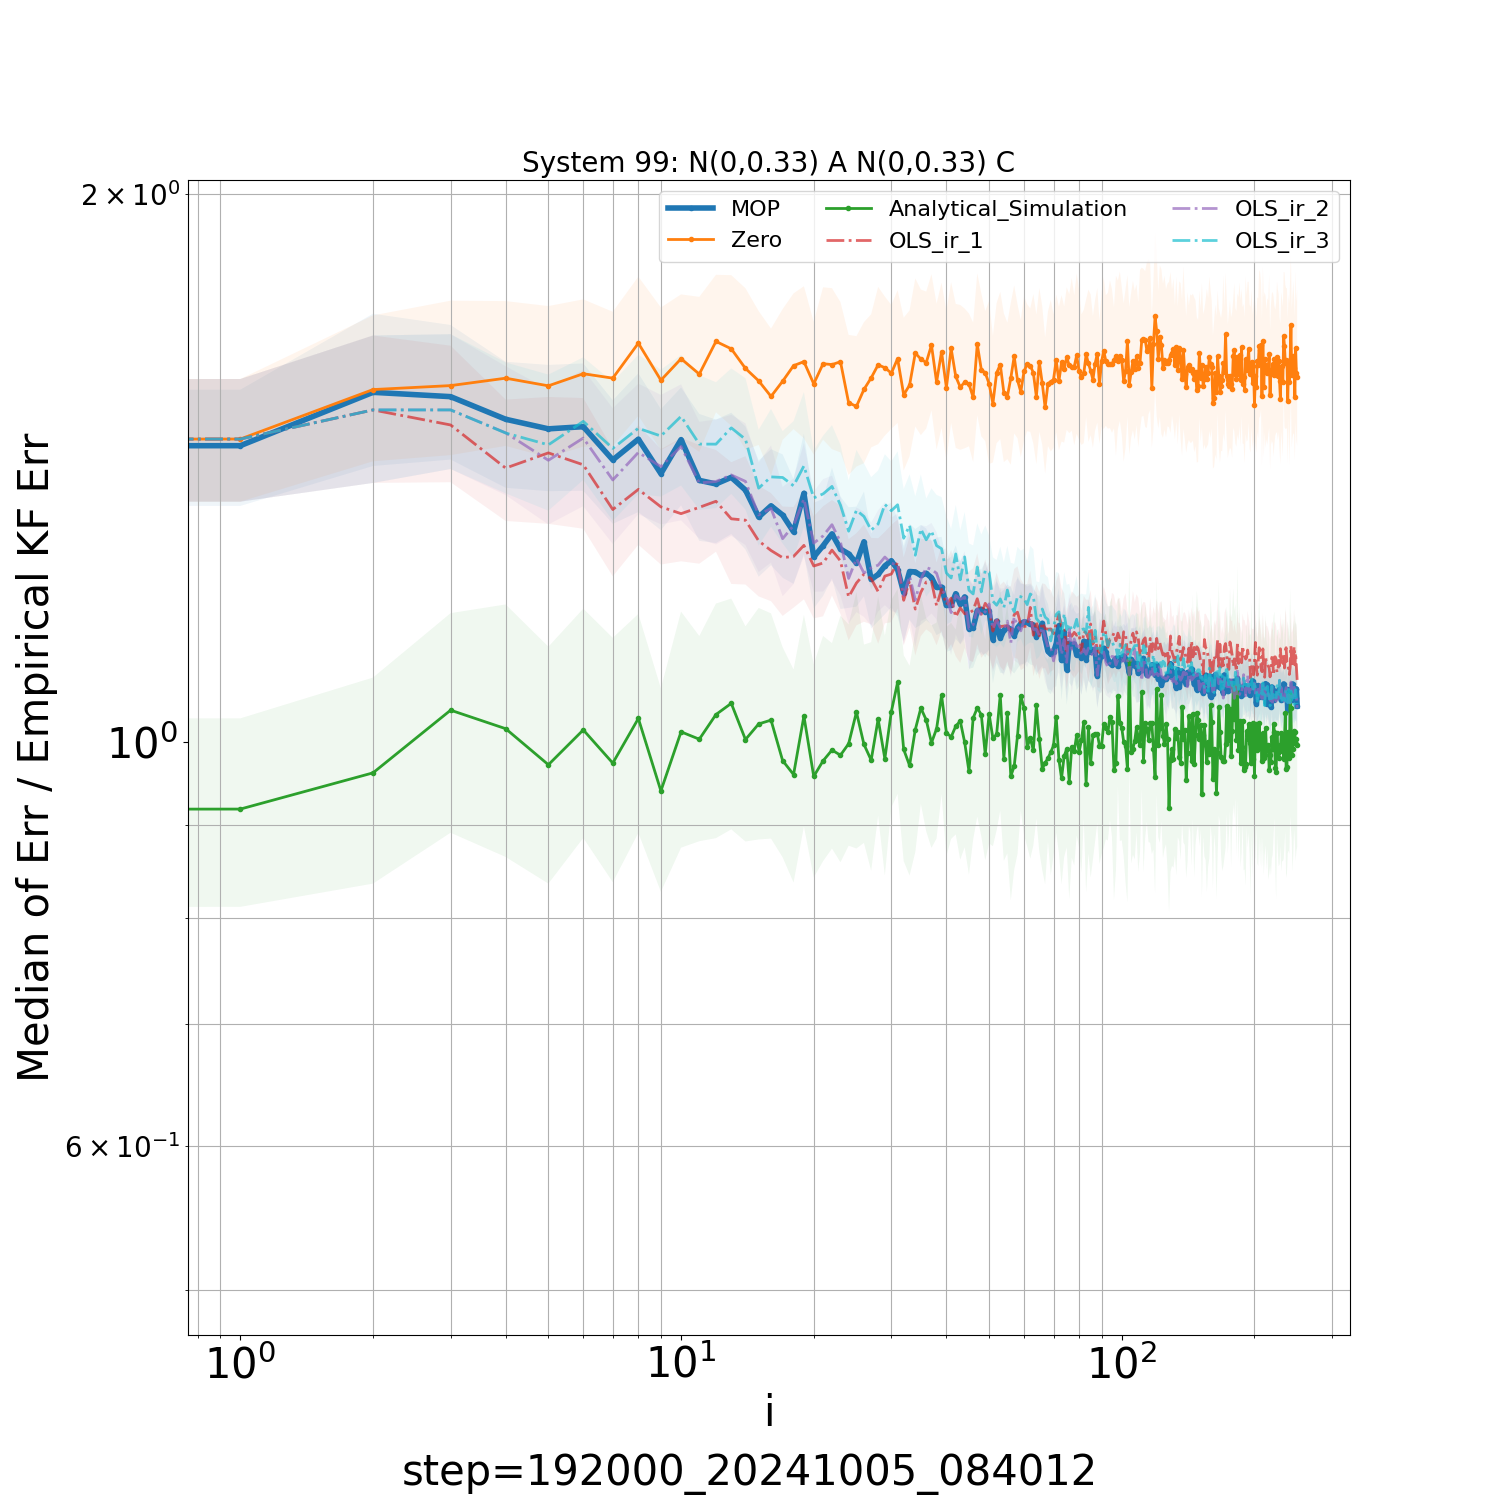 System 99: N(0,0.33) A N(0,0.33) C
MOP
Zero
Analytical_Simulation
OLS_ir_1
OLS_ir_2
OLS_ir_3
2 × 10⁰
10⁰
6 × 10⁻¹
Median of Err / Empirical KF Err
10⁰ 10¹ 10²
i
step=192000_20241005_084012